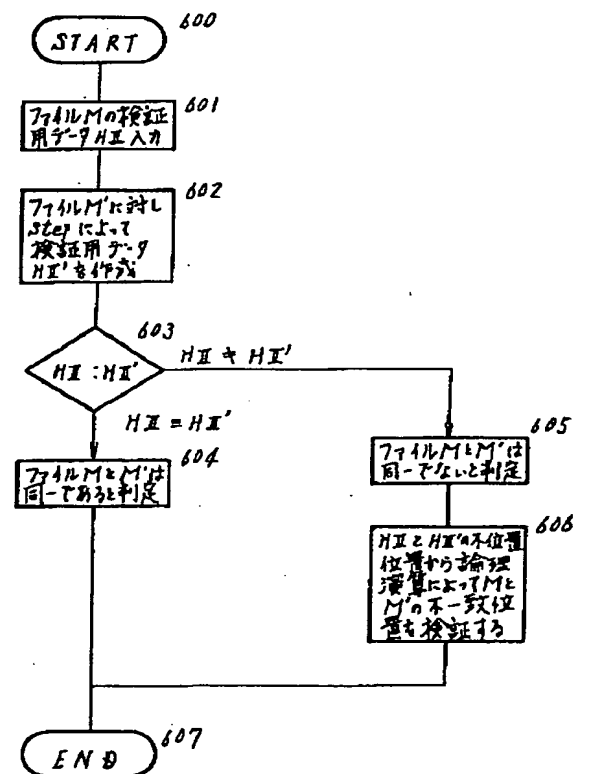 600
START
601
ファイルMの検証
用データHII入力
602
ファイルM'に対し
stepによって
検証用データ
HII'を作成
603
HII:HII'
HII≠HII'
HII=HII'
604
ファイルMとM'は
同一であると判定
605
ファイルMとM'は
同一でないと判定
606
HIIとHII'の不位置
位置から論理
演算によってMと
M'の不一致位
置を検証する
END
607